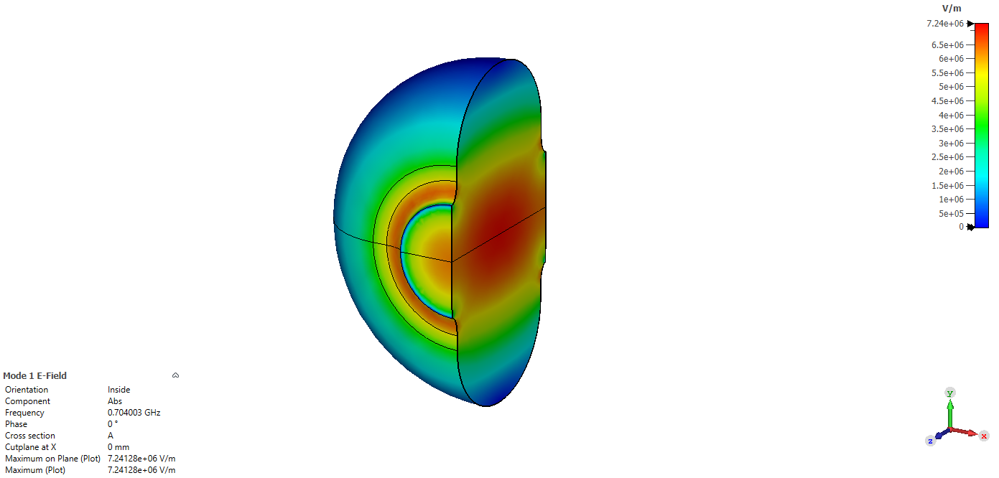 V/m
7.24e+06
6.5e+06
6e+06
5.5e+06
5e+06
4.5e+06
4e+06
3.5e+06
3e+06
2.5e+06
2e+06
1.5e+06
1e+06
5e+05
0
Mode 1 E-Field
Orientation Inside
Component Abs
Frequency 0.704003 GHz
Phase 0 °
Cross section A
Cutplane at X 0 mm
Maximum on Plane (Plot) 7.24128e+06 V/m
Maximum (Plot) 7.24128e+06 V/m
y
x
z